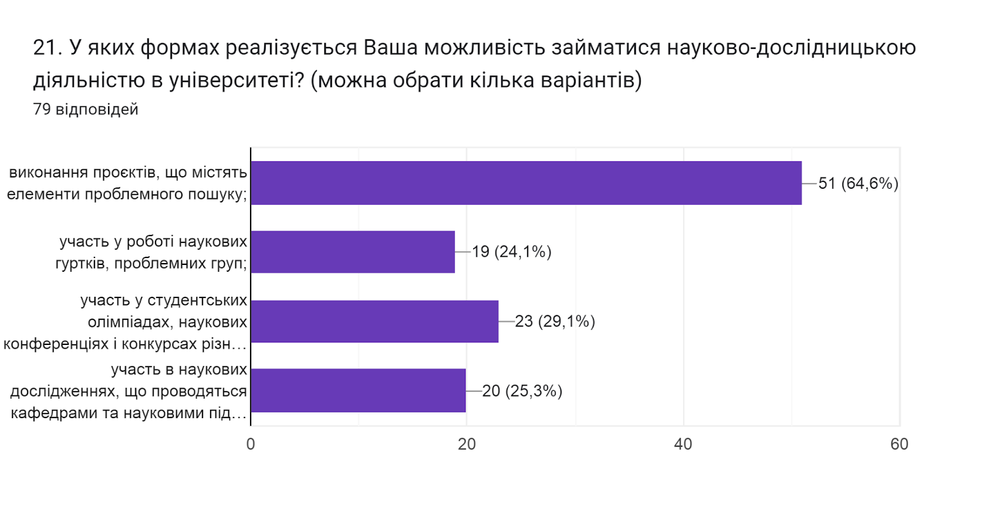 21. У яких формах реалізується Ваша можливість займатися науково-дослідницькою
діяльністю в університеті? (можна обрати кілька варіантів)
79 відповідей
виконання проєктів, що містять
елементи проблемного пошуку;
51 (64,6%)
участь у роботі наукових
гуртків, проблемних груп;
19 (24,1%)
участь у студентських
олімпіадах, наукових
конференціях і конкурсах різн…
23 (29,1%)
участь в наукових
дослідженнях, що проводяться
кафедрами та науковими під…
20 (25,3%)
0 20 40 60